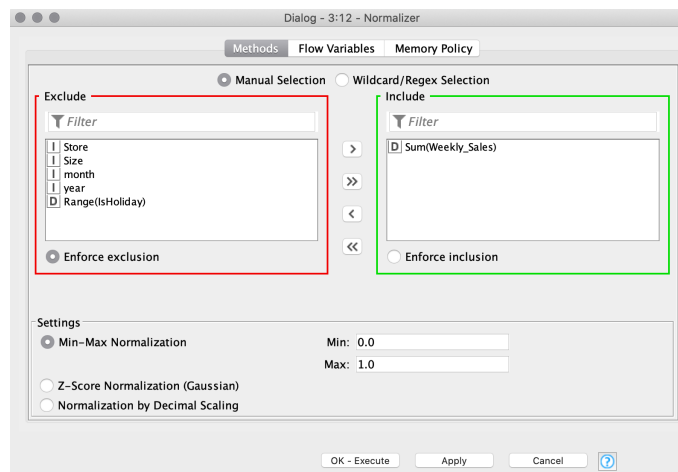 Dialog - 3:12 - Normalizer
Methods Flow Variables Memory Policy
Manual Selection Wildcard/Regex Selection
Exclude
Filter
I Store
I Size
I month
I year
D Range(IsHoliday)
Enforce exclusion
>
>>
<
<<
Include
Filter
D Sum(Weekly_Sales)
Enforce inclusion
Settings
Min-Max Normalization
Min: 0.0
Max: 1.0
Z-Score Normalization (Gaussian)
Normalization by Decimal Scaling
OK - Execute Apply Cancel ?